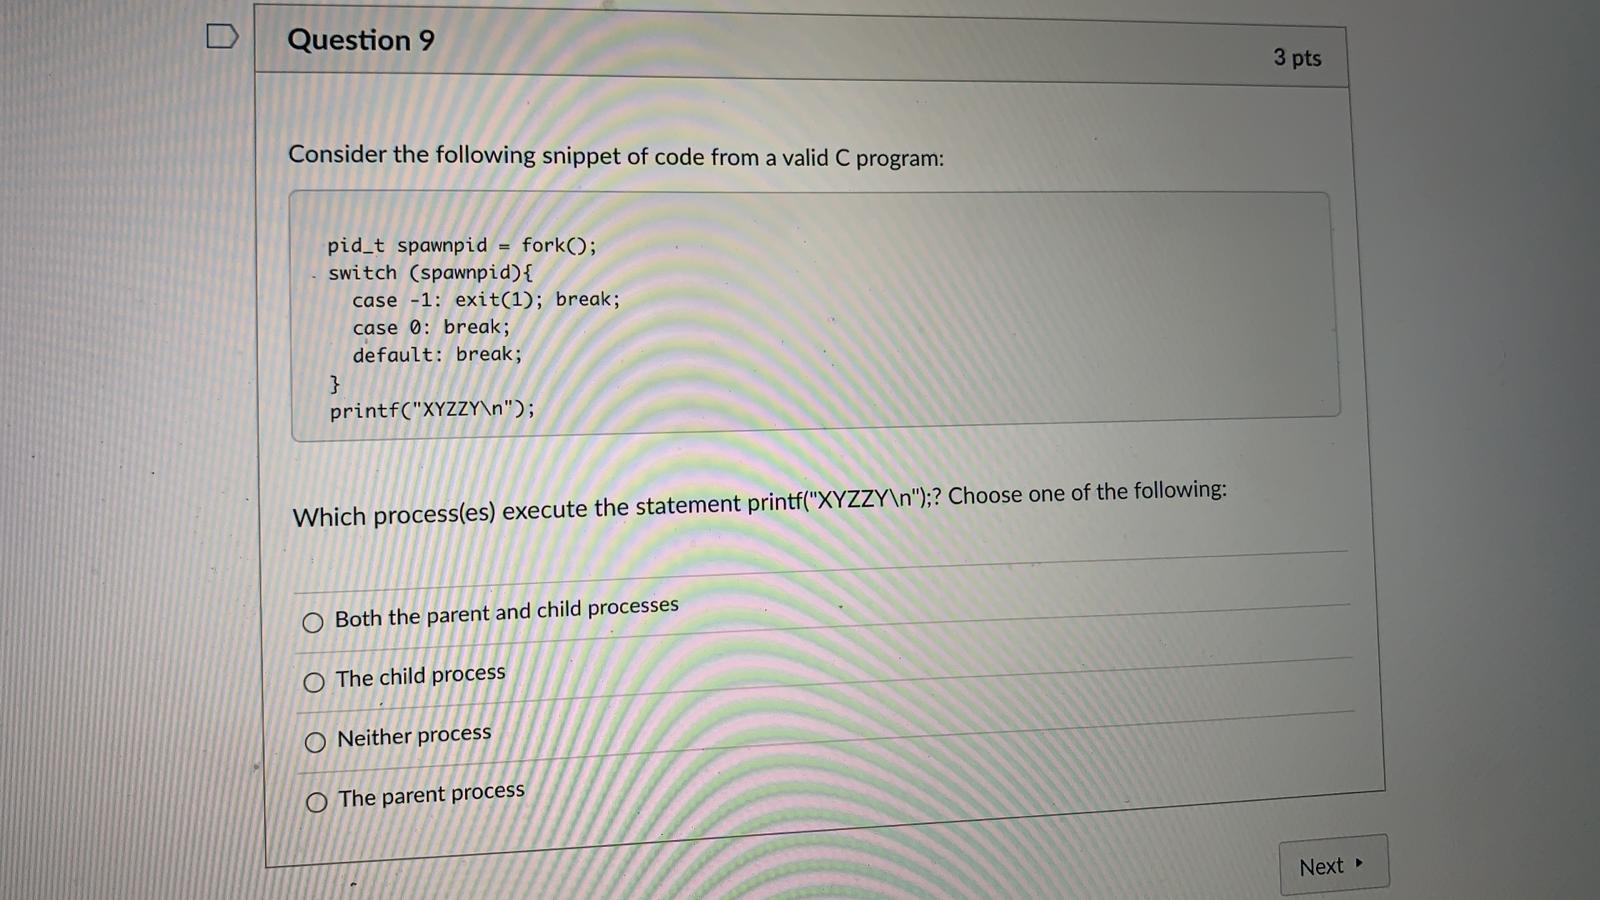 Question 9
3 pts
Consider the following snippet of code from a valid C program:
pid_t spawnpid = fork();
switch (spawnpid){
case -1: exit(1); break;
case 0: break;
default: break;
}
printf("XYZZY\n");
Which process(es) execute the statement printf("XYZZY\n");? Choose one of the following:
Both the parent and child processes
The child process
Neither process
The parent process
Next